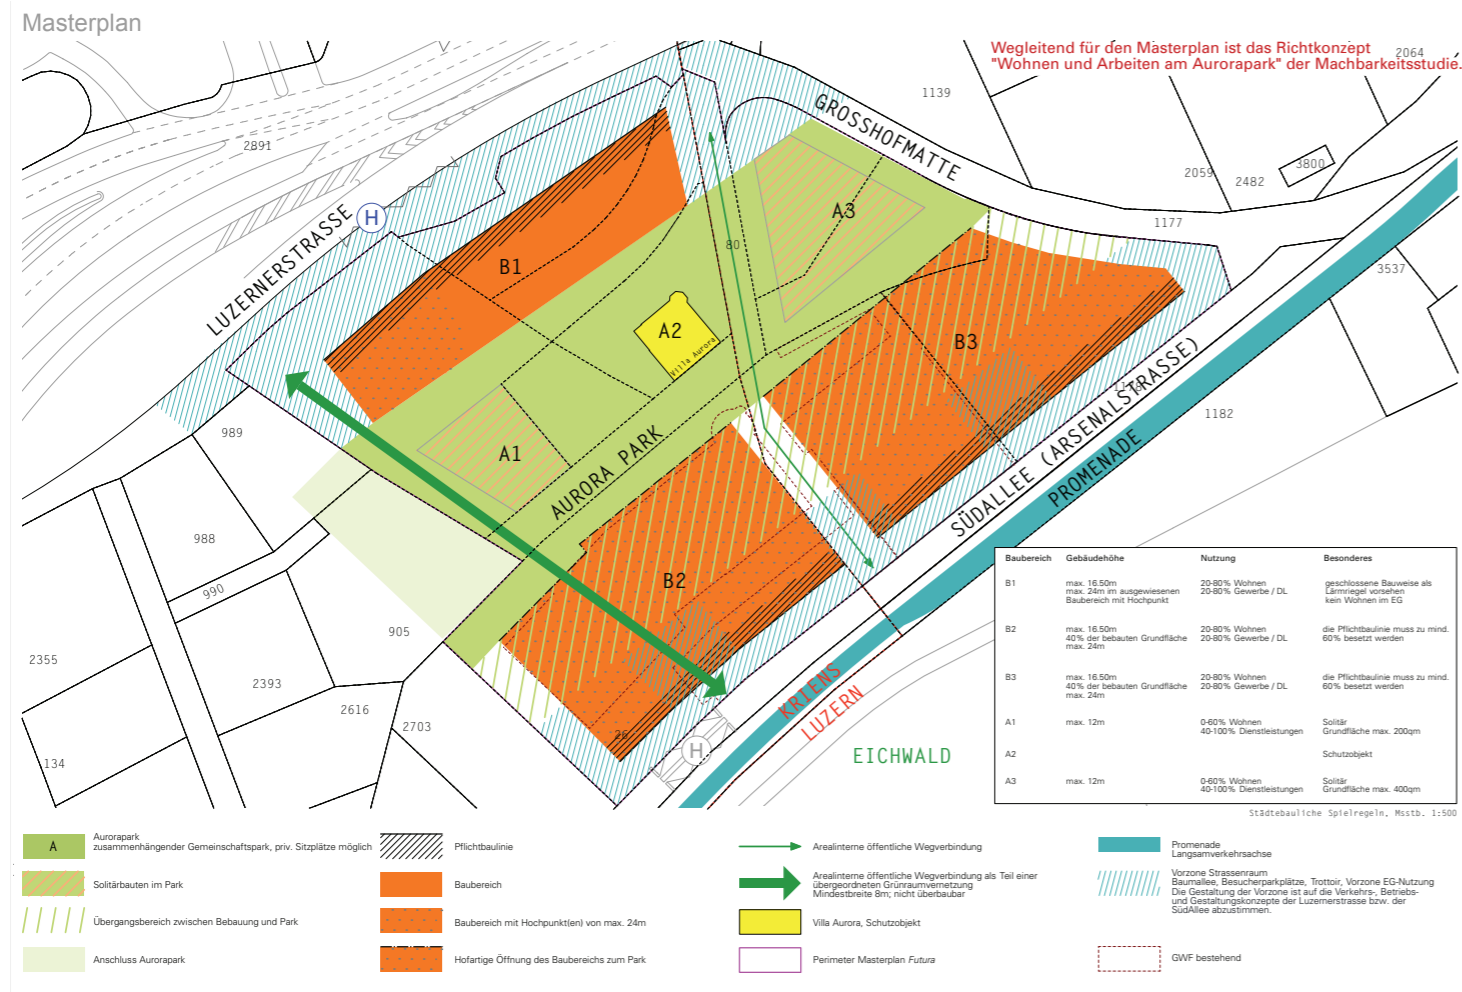 Masterplan
Wegleitend für den Masterplan ist das Richtkonzept
"Wohnen und Arbeiten am Aurorapark" der Machbarkeitsstudie.
2064
1139
GROSSHOFMATTE
2891
3800
2059
2482
1177
LUZERNERSTRASSE
H
A3
80
B1
3537
A2
Villa Aurora
B3
1178
1182
989
A1
AURORA PARK
SÜDALLEE (ARSENALSTRASSE)
PROMENADE
988
990
B2
905
2355
2393
2616
2703
26
134
H
KRIENS
LUZERN
EICHWALD
Baubereich Gebäudehöhe Nutzung Besonderes
B1 max. 16.50m 20-80% Wohnen geschlossene Bauweise als
max. 24m im ausgewiesenen 20-80% Gewerbe / DL Lärmriegel vorsehen
Baubereich mit Hochpunkt kein Wohnen im EG
B2 max. 16.50m 20-80% Wohnen die Pflichtbaulinie muss zu mind.
40% der bebauten Grundfläche 20-80% Gewerbe / DL 60% besetzt werden
max. 24m
B3 max. 16.50m 20-80% Wohnen die Pflichtbaulinie muss zu mind.
40% der bebauten Grundfläche 20-80% Gewerbe / DL 60% besetzt werden
max. 24m
A1 max. 12m 0-60% Wohnen Solitär
40-100% Dienstleistungen Grundfläche max. 200qm
A2 Schutzobjekt
A3 max. 12m 0-60% Wohnen Solitär
40-100% Dienstleistungen Grundfläche max. 400qm
Städtebauliche Spielregeln, Msstb. 1:500
A
Aurorapark
zusammenhängender Gemeinschaftspark, priv. Sitzplätze möglich
Solitärbauten im Park
Übergangsbereich zwischen Bebauung und Park
Anschluss Aurorapark
Pflichtbaulinie
Baubereich
Baubereich mit Hochpunkt(en) von max. 24m
Hofartige Öffnung des Baubereichs zum Park
Arealinterne öffentliche Wegverbindung
Arealinterne öffentliche Wegverbindung als Teil einer
übergeordneten Grünraumvernetzung
Mindestbreite 8m; nicht überbaubar
Villa Aurora, Schutzobjekt
Perimeter Masterplan Futura
Promenade
Langsamverkehrsachse
Vorzone Strassenraum
Baumallee, Besucherparkplätze, Trottoir, Vorzone EG-Nutzung
Die Gestaltung der Vorzone ist auf die Verkehrs-, Betriebs-
und Gestaltungskonzepte der Luzernerstrasse bzw. der
SüdAllee abzustimmen.
GWF bestehend